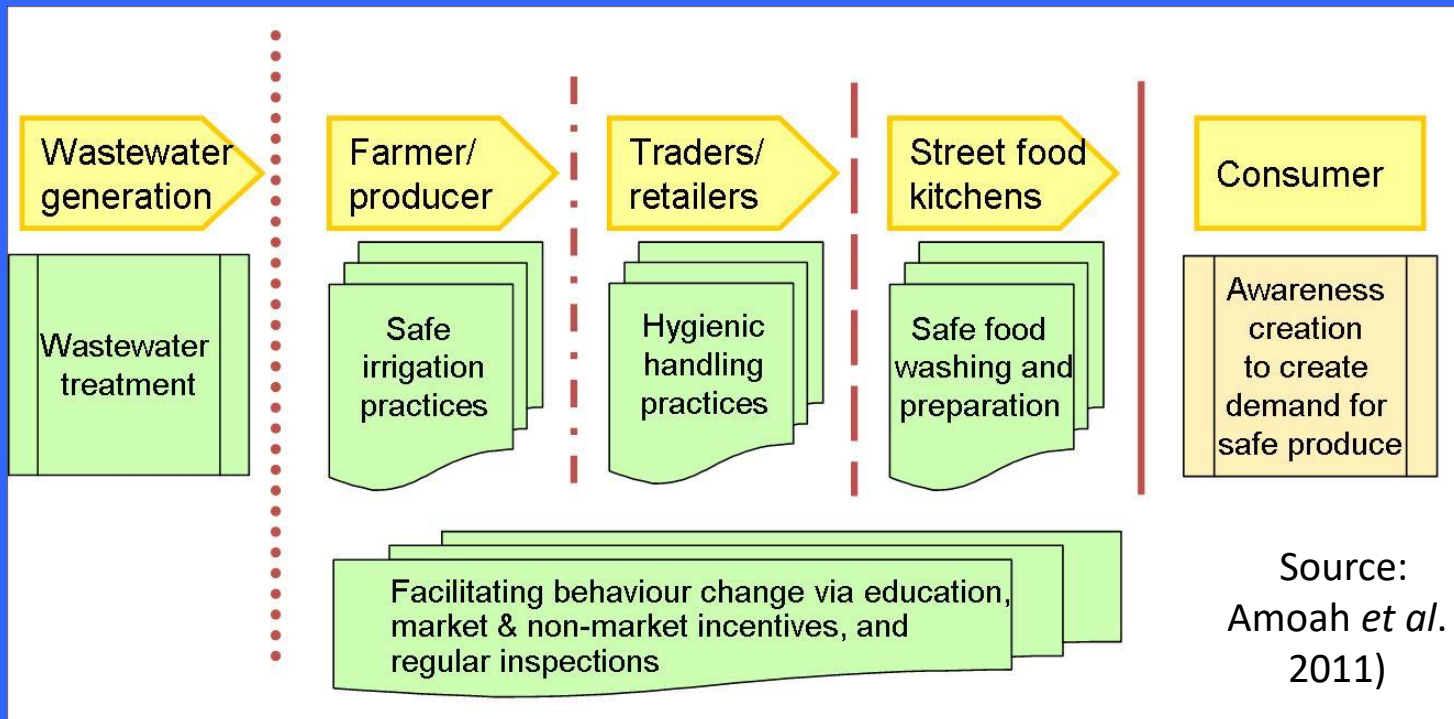 Wastewater
generation
Farmer/
producer
Traders/
retailers
Street food
kitchens
Consumer
Wastewater
treatment
Safe
irrigation
practices
Hygienic
handling
practices
Safe food
washing and
preparation
Awareness
creation
to create
demand for
safe produce
Facilitating behaviour change via education,
market & non-market incentives, and
regular inspections
Source:
Amoah et al.
2011)